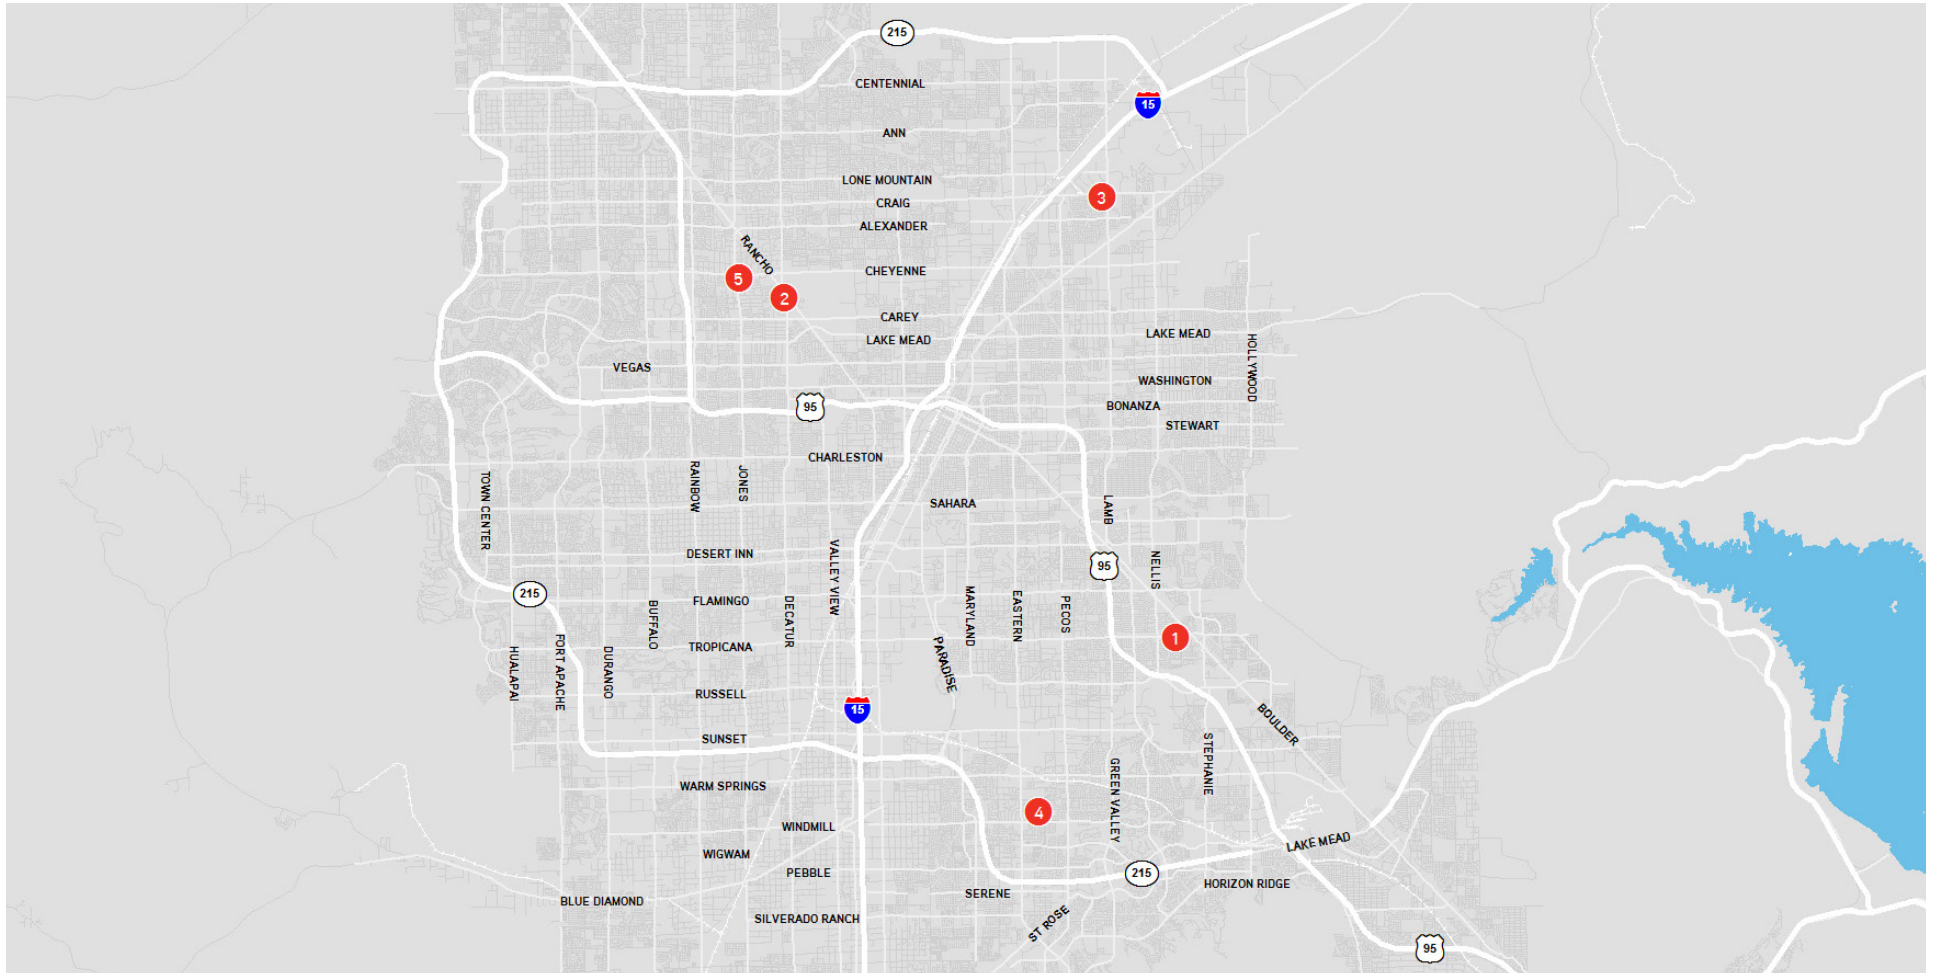 215
CENTENNIAL
15
ANN
LONE MOUNTAIN
3
CRAIG
ALEXANDER
RANCHO
CHEYENNE
5
2
CAREY
LAKE MEAD
LAKE MEAD
HOLLYWOOD
VEGAS
WASHINGTON
95
BONANZA
STEWART
CHARLESTON
TOWN CENTER
RAINBOW
JONES
SAHARA
LAMB
DESERT INN
VALLEY VIEW
NELLIS
95
215
FLAMINGO
BUFFALO
DECATUR
MARYLAND
EASTERN
PECOS
1
TROPICANA
HUALAPAI
FORT APACHE
DURANGO
PARADISE
RUSSELL
15
BOULDER
SUNSET
STEPHANIE
WARM SPRINGS
GREEN VALLEY
4
WINDMILL
LAKE MEAD
WIGWAM
PEBBLE
215
HORIZON RIDGE
SERENE
BLUE DIAMOND
SILVERADO RANCH
ST ROSE
95